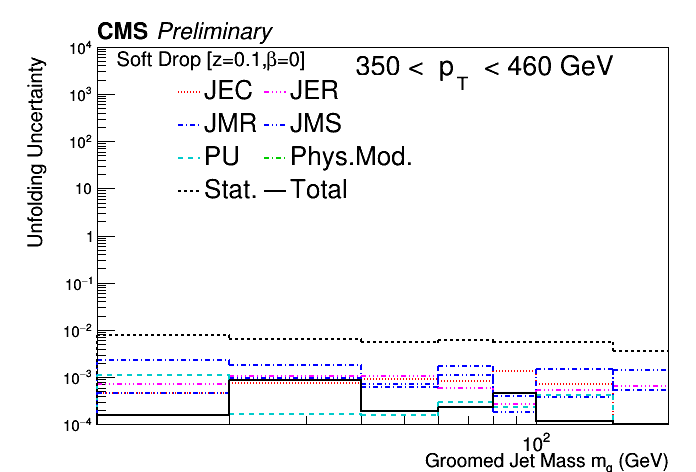 CMS Preliminary
Soft Drop [z=0.1,β=0]
350 < p_T < 460 GeV
JEC JER
JMR JMS
PU Phys.Mod.
Stat. Total
Unfolding Uncertainty
10^4
10^3
10^2
10
1
10^−1
10^−2
10^−3
10^−4
10^2
Groomed Jet Mass m_g (GeV)